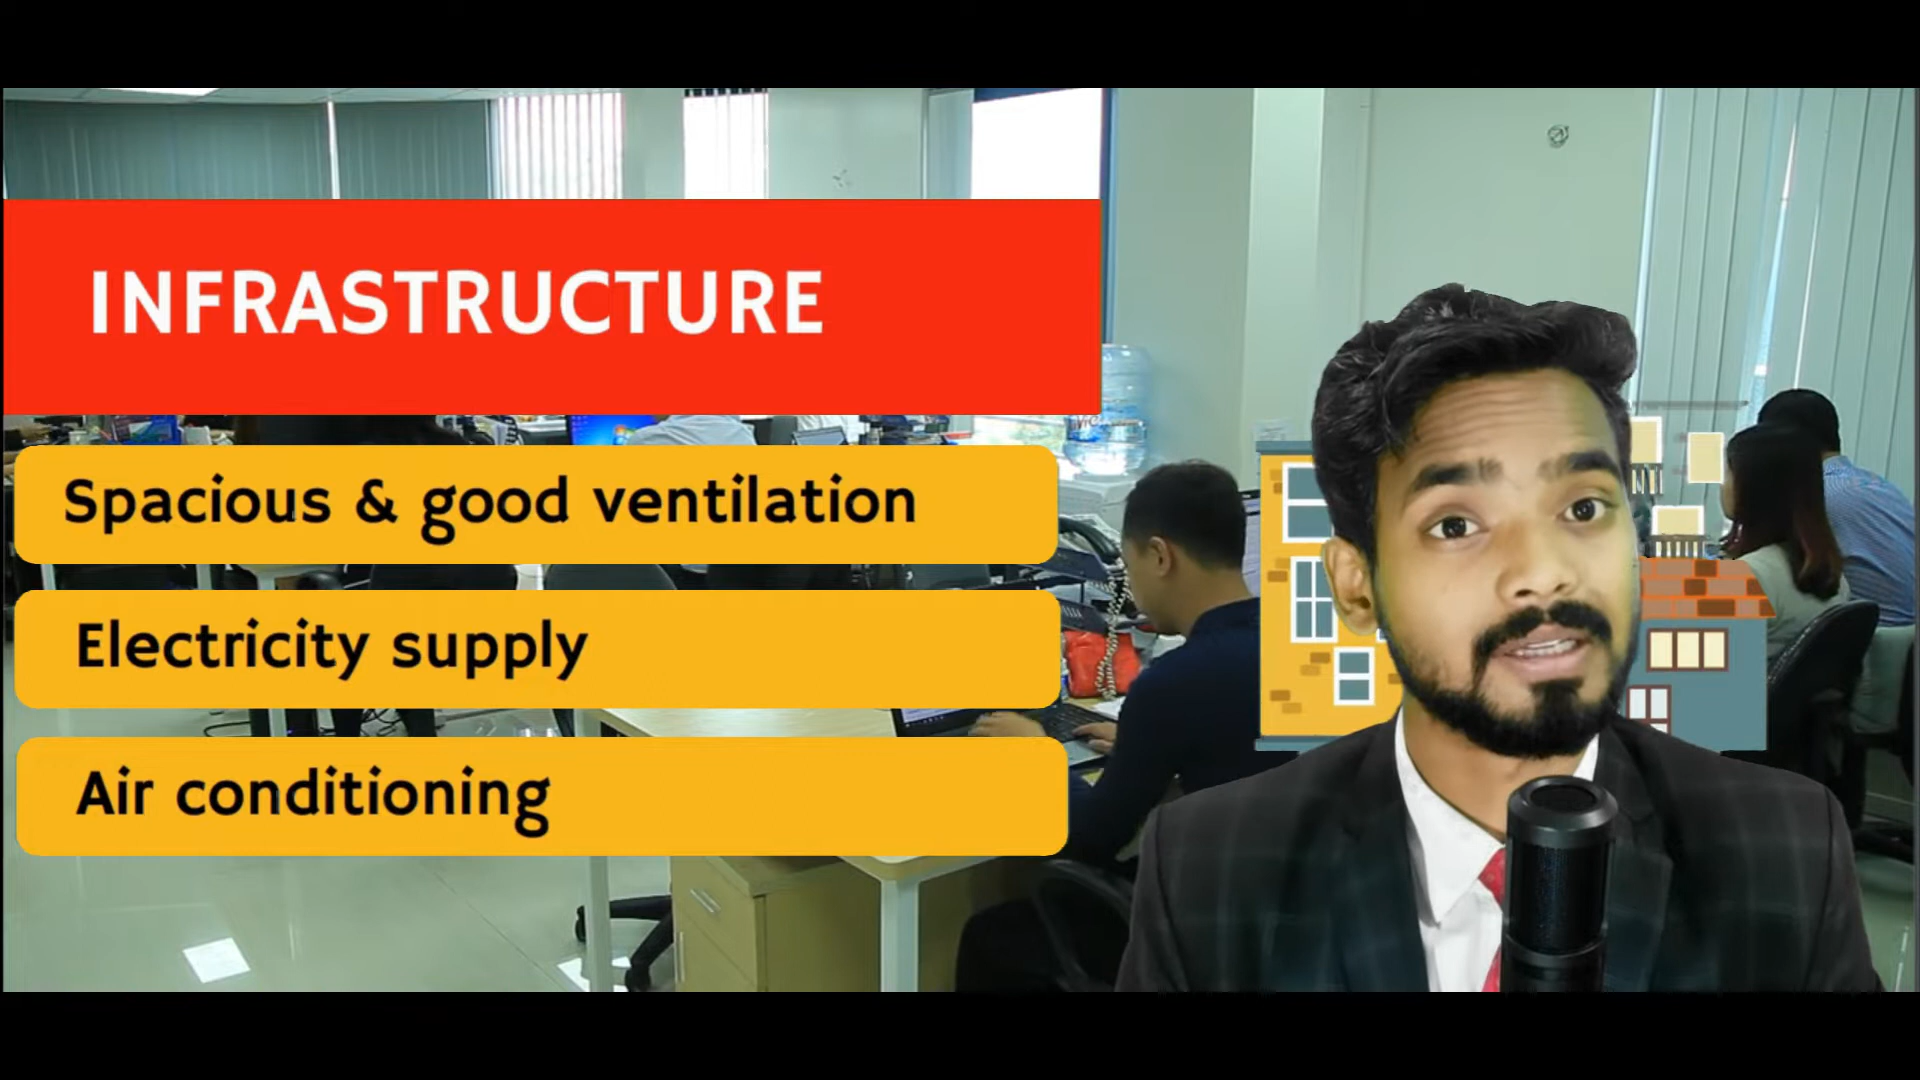 INFRASTRUCTURE
Spacious & good ventilation
Electricity supply
Air conditioning